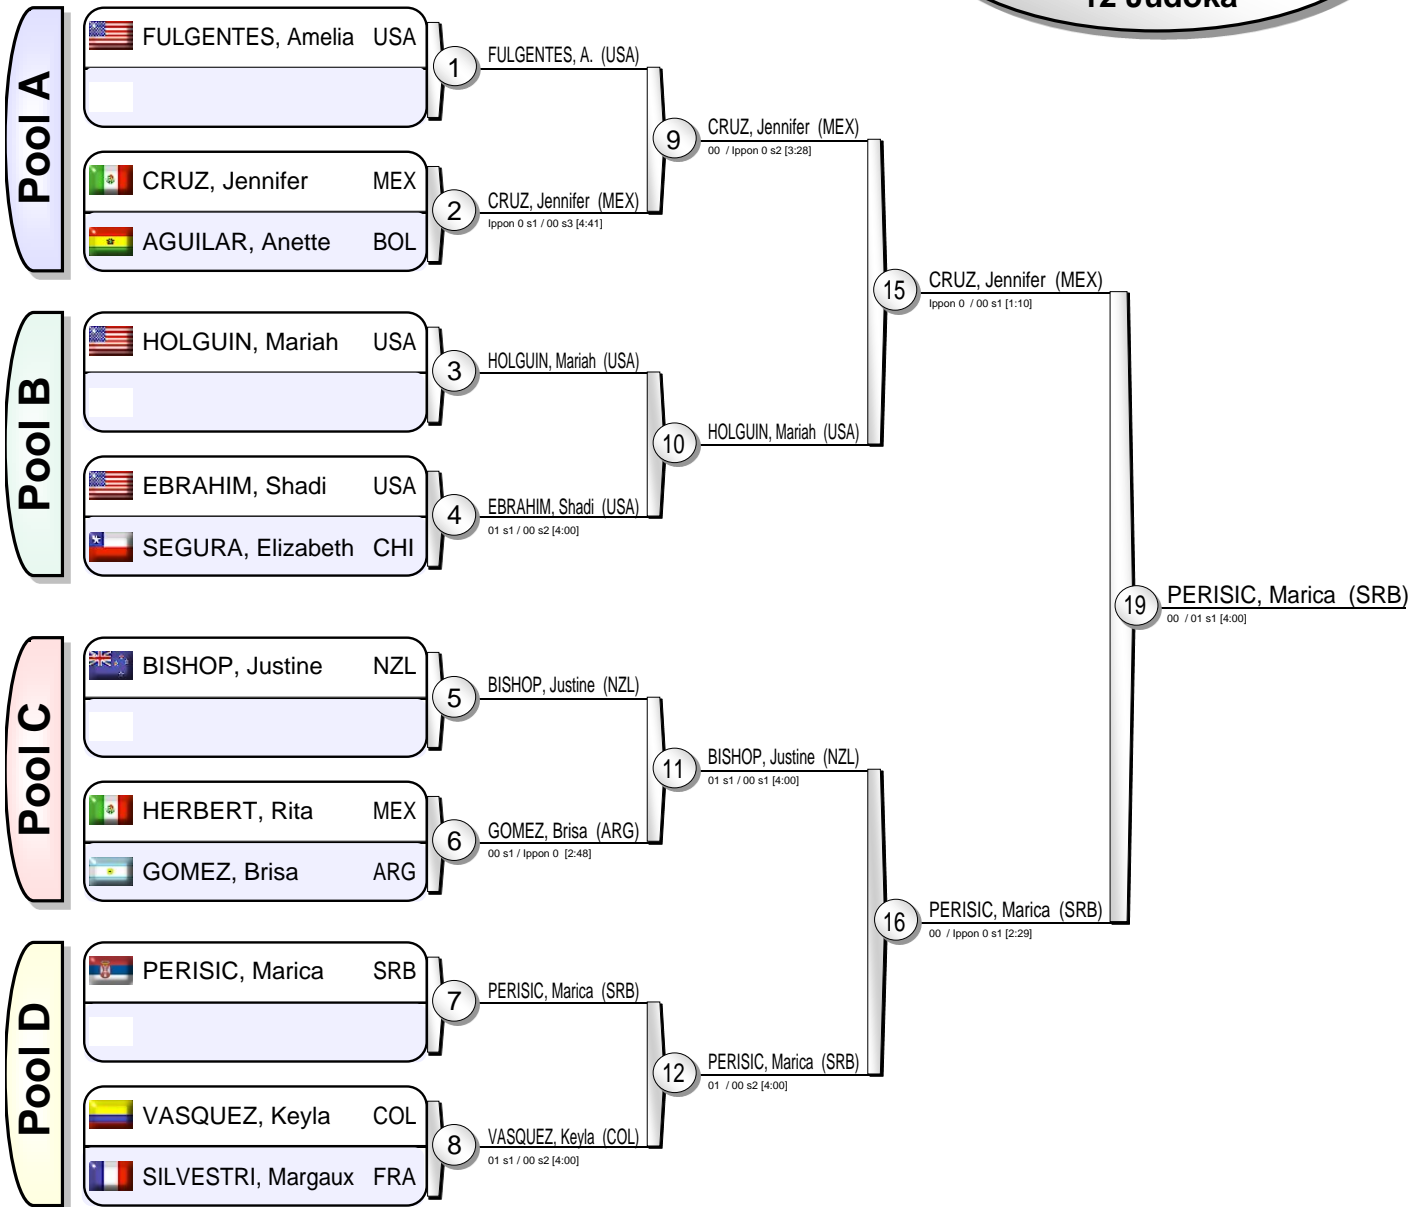 12 Judoka
Pool A
FULGENTES, Amelia USA
1
FULGENTES, A. (USA)
CRUZ, Jennifer MEX
AGUILAR, Anette BOL
2
CRUZ, Jennifer (MEX)
Ippon 0 s1 / 00 s3 [4:41]
9
CRUZ, Jennifer (MEX)
00 / Ippon 0 s2 [3:28]
Pool B
HOLGUIN, Mariah USA
3
HOLGUIN, Mariah (USA)
EBRAHIM, Shadi USA
SEGURA, Elizabeth CHI
4
EBRAHIM, Shadi (USA)
01 s1 / 00 s2 [4:00]
10
HOLGUIN, Mariah (USA)
15
CRUZ, Jennifer (MEX)
Ippon 0 / 00 s1 [1:10]
Pool C
BISHOP, Justine NZL
5
BISHOP, Justine (NZL)
HERBERT, Rita MEX
GOMEZ, Brisa ARG
6
GOMEZ, Brisa (ARG)
00 s1 / Ippon 0 [2:48]
11
BISHOP, Justine (NZL)
01 s1 / 00 s1 [4:00]
Pool D
PERISIC, Marica SRB
7
PERISIC, Marica (SRB)
VASQUEZ, Keyla COL
SILVESTRI, Margaux FRA
8
VASQUEZ, Keyla (COL)
01 s1 / 00 s2 [4:00]
12
PERISIC, Marica (SRB)
01 / 00 s2 [4:00]
16
PERISIC, Marica (SRB)
00 / Ippon 0 s1 [2:29]
19
PERISIC, Marica (SRB)
00 / 01 s1 [4:00]